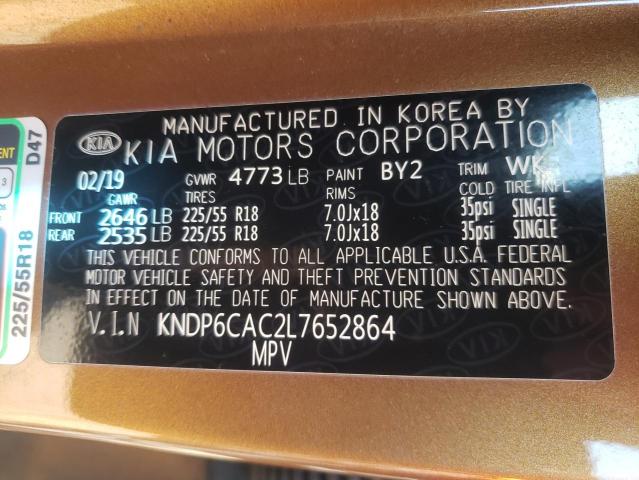 MANUFACTURED IN KOREA BY
KIA KIA MOTORS CORPORATION
02/19 GVWR 4773 LB PAINT BY2 TRIM WK
GAWR TIRES RIMS COLD TIRE INFL
FRONT 2646 LB 225/55 R18 7.0Jx18 35psi SINGLE
REAR 2535 LB 225/55 R18 7.0Jx18 35psi SINGLE
THIS VEHICLE CONFORMS TO ALL APPLICABLE U.S.A. FEDERAL
MOTOR VEHICLE SAFETY AND THEFT PREVENTION STANDARDS
IN EFFECT ON THE DATE OF MANUFACTURE SHOWN ABOVE.
V.I.N KNDP6CAC2L7652864
MPV
D47
225/55R18
3